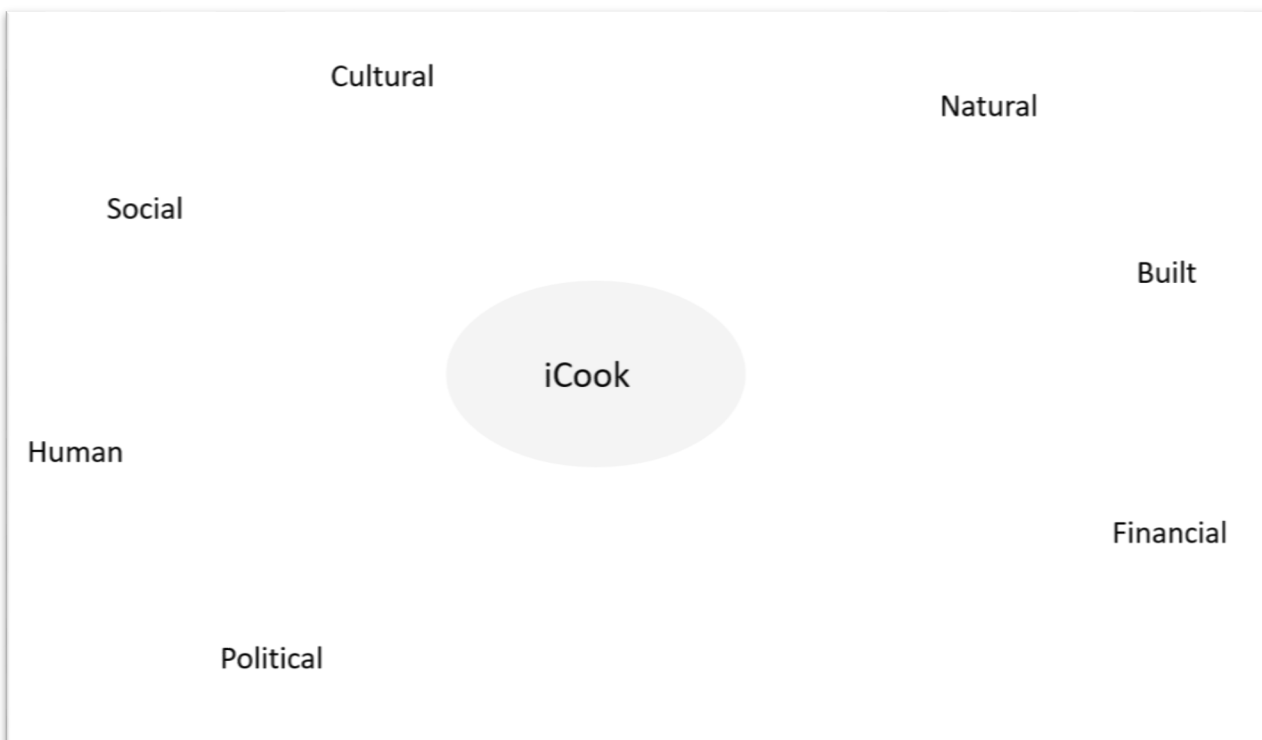 Cultural
Natural
Social
Built
iCook
Human
Financial
Political